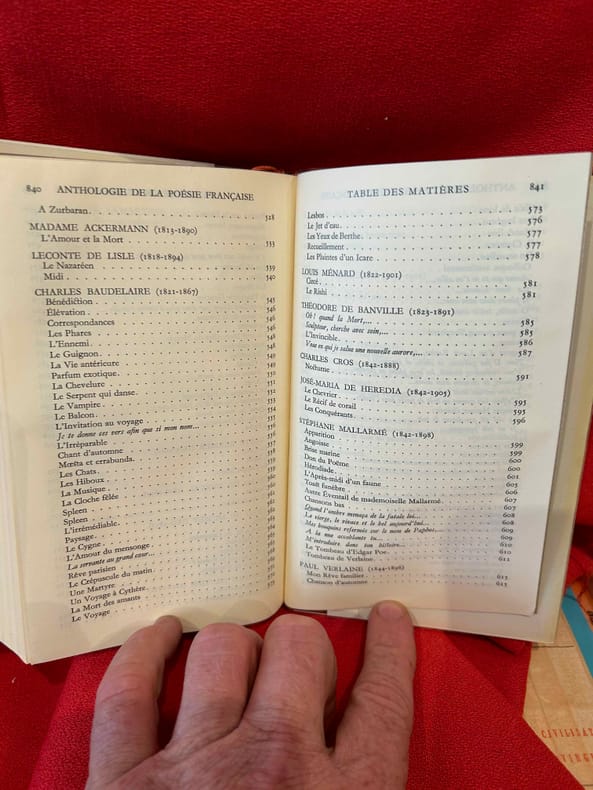 840 ANTHOLOGIE DE LA POÉSIE FRANÇAISE
A Zurbaran. 528
MADAME ACKERMANN (1813-1890)
L'Amour et la Mort 533
LECONTE DE LISLE (1818-1894)
Le Nazaréen 539
Midi 540
CHARLES BAUDELAIRE (1821-1867)
Bénédiction 543
Élévation 546
Correspondances 546
Les Phares 546
L'Ennemi
Le Guignon
La Vie antérieure
Parfum exotique
La Chevelure
Le Serpent qui danse
Le Vampire
Le Balcon
L'Invitation au voyage
Je te donne ces vers afin que si mon nom...
L'Irréparable
Chant d'automne
Mœsta et errabunda
Les Chats
Les Hiboux
La Musique
La Cloche fêlée
Spleen
Spleen
L'irrémédiable
Paysage
Le Cygne
L'Amour du mensonge
La servante au grand cœur...
Rêve parisien
Le Crépuscule du matin
Une Martyre
Un Voyage à Cythère
La Mort des amants
Le Voyage
TABLE DES MATIÈRES 841
Lesbos 573
Le Jet d'eau 576
Les Yeux de Berthe 577
Recueillement 577
Les Plaintes d'un Icare 578
LOUIS MÉNARD (1822-1901)
Circé 581
Le Rishi 581
THÉODORE DE BANVILLE (1823-1891)
Oh! quand la Mort,... 585
Sculpteur, cherche avec soin,... 585
L'Invincible 586
Vous en qui je salue une nouvelle aurore,... 587
CHARLES CROS (1842-1888)
Nocturne 591
JOSÉ-MARIA DE HEREDIA (1842-1905)
Le Chevrier 595
Le Récif de corail 595
Les Conquérants 596
STÉPHANE MALLARMÉ (1842-1898)
Apparition 599
Angoisse 599
Brise marine 600
Don du Poème 600
Hérodiade 601
L'Après-midi d'un faune 603
Toast funèbre 606
Autre Éventail de mademoiselle Mallarmé 607
Chansons bas 607
Quand l'ombre menaça de la fatale loi... 608
Le vierge, le vivace et le bel aujourd'hui... 608
Mes bouquins refermés sur le nom de Paphos 609
A la nue accablante tu... 609
M'introduire dans ton histoire 610
Le Tombeau d'Edgar Poe 610
Tombeau de Verlaine 611
PAUL VERLAINE (1844-1896)
Mon Rêve familier 615
Chanson d'automne 615